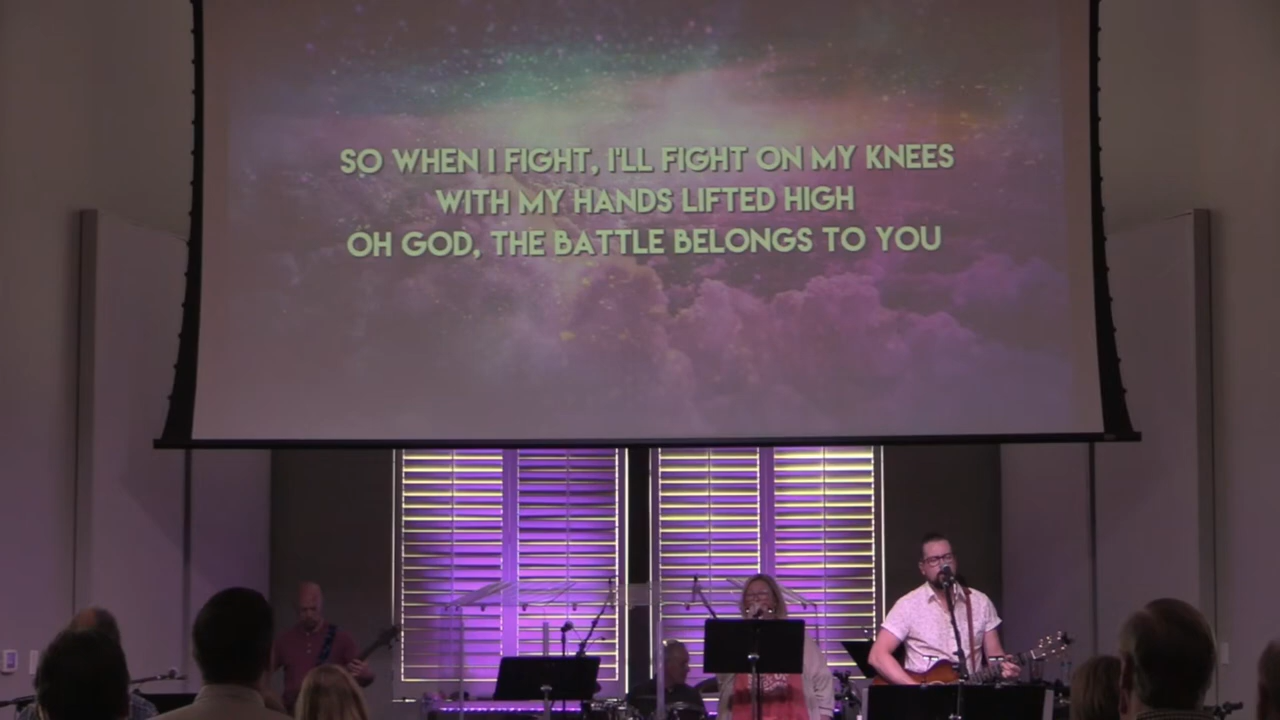 SO WHEN I FIGHT, I'LL FIGHT ON MY KNEES
WITH MY HANDS LIFTED HIGH
OH GOD, THE BATTLE BELONGS TO YOU